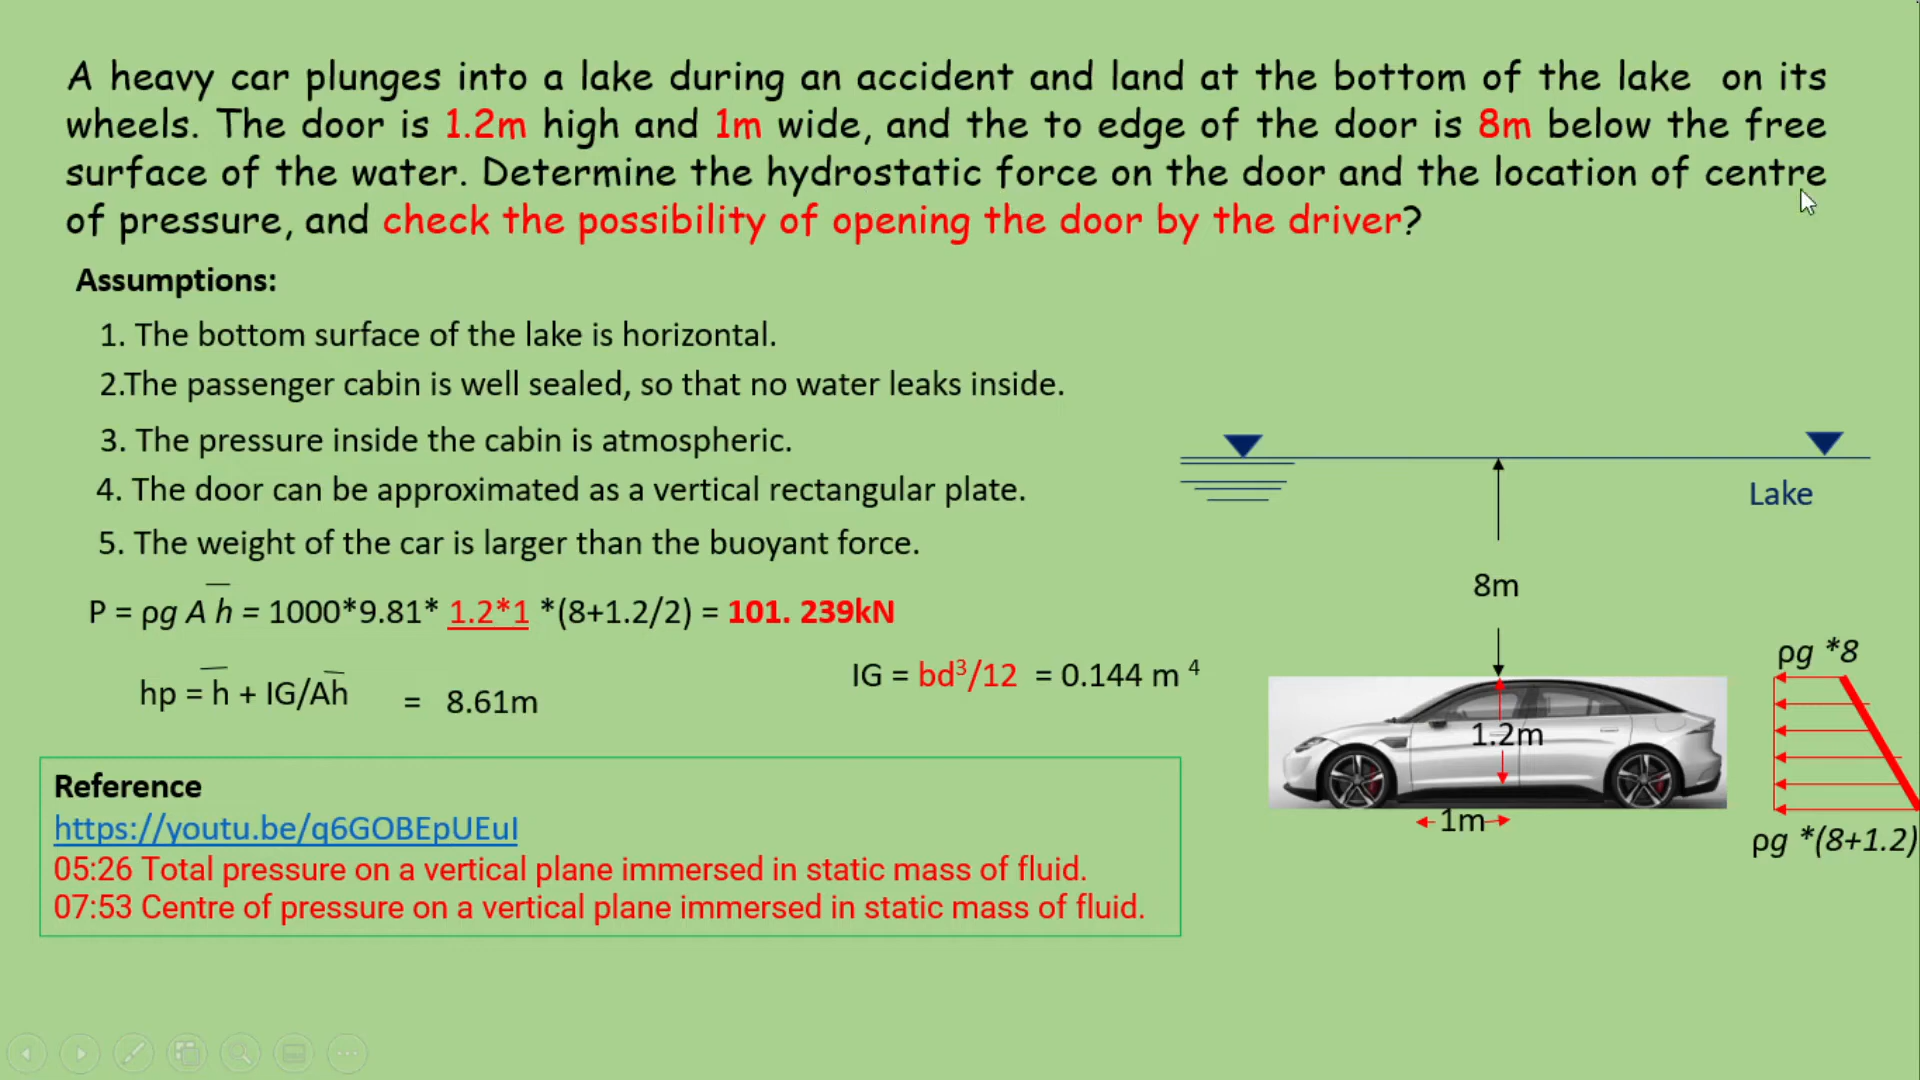 A heavy car plunges into a lake during an accident and land at the bottom of the lake on its
wheels. The door is 1.2m high and 1m wide, and the to edge of the door is 8m below the free
surface of the water. Determine the hydrostatic force on the door and the location of centre
of pressure, and check the possibility of opening the door by the driver?
Assumptions:
1. The bottom surface of the lake is horizontal.
2.The passenger cabin is well sealed, so that no water leaks inside.
3. The pressure inside the cabin is atmospheric.
4. The door can be approximated as a vertical rectangular plate.
5. The weight of the car is larger than the buoyant force.
P = ρg A h̅ = 1000*9.81* 1.2*1 *(8+1.2/2) = 101. 239kN
IG = bd³/12 = 0.144 m ⁴
hp = h̅ + IG/Ah̅ = 8.61m
Lake
8m
ρg *8
1.2m
1m
ρg *(8+1.2)
Reference
https://youtu.be/q6GOBEpUEuI
05:26 Total pressure on a vertical plane immersed in static mass of fluid.
07:53 Centre of pressure on a vertical plane immersed in static mass of fluid.